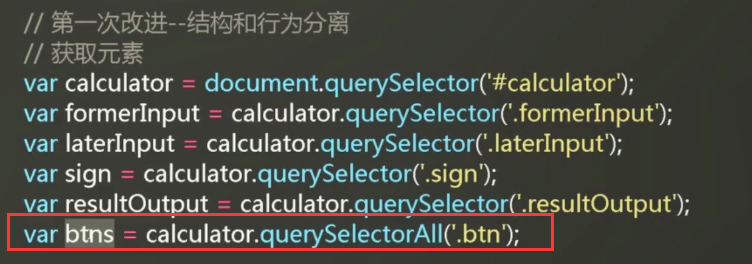 // 第一次改进--结构和行为分离
// 获取元素
var calculator = document.querySelector('#calculator');
var formerInput = calculator.querySelector('.formerInput');
var laterInput = calculator.querySelector('.laterInput');
var sign = calculator.querySelector('.sign');
var resultOutput = calculator.querySelector('.resultOutput');
var btns = calculator.querySelectorAll('.btn');